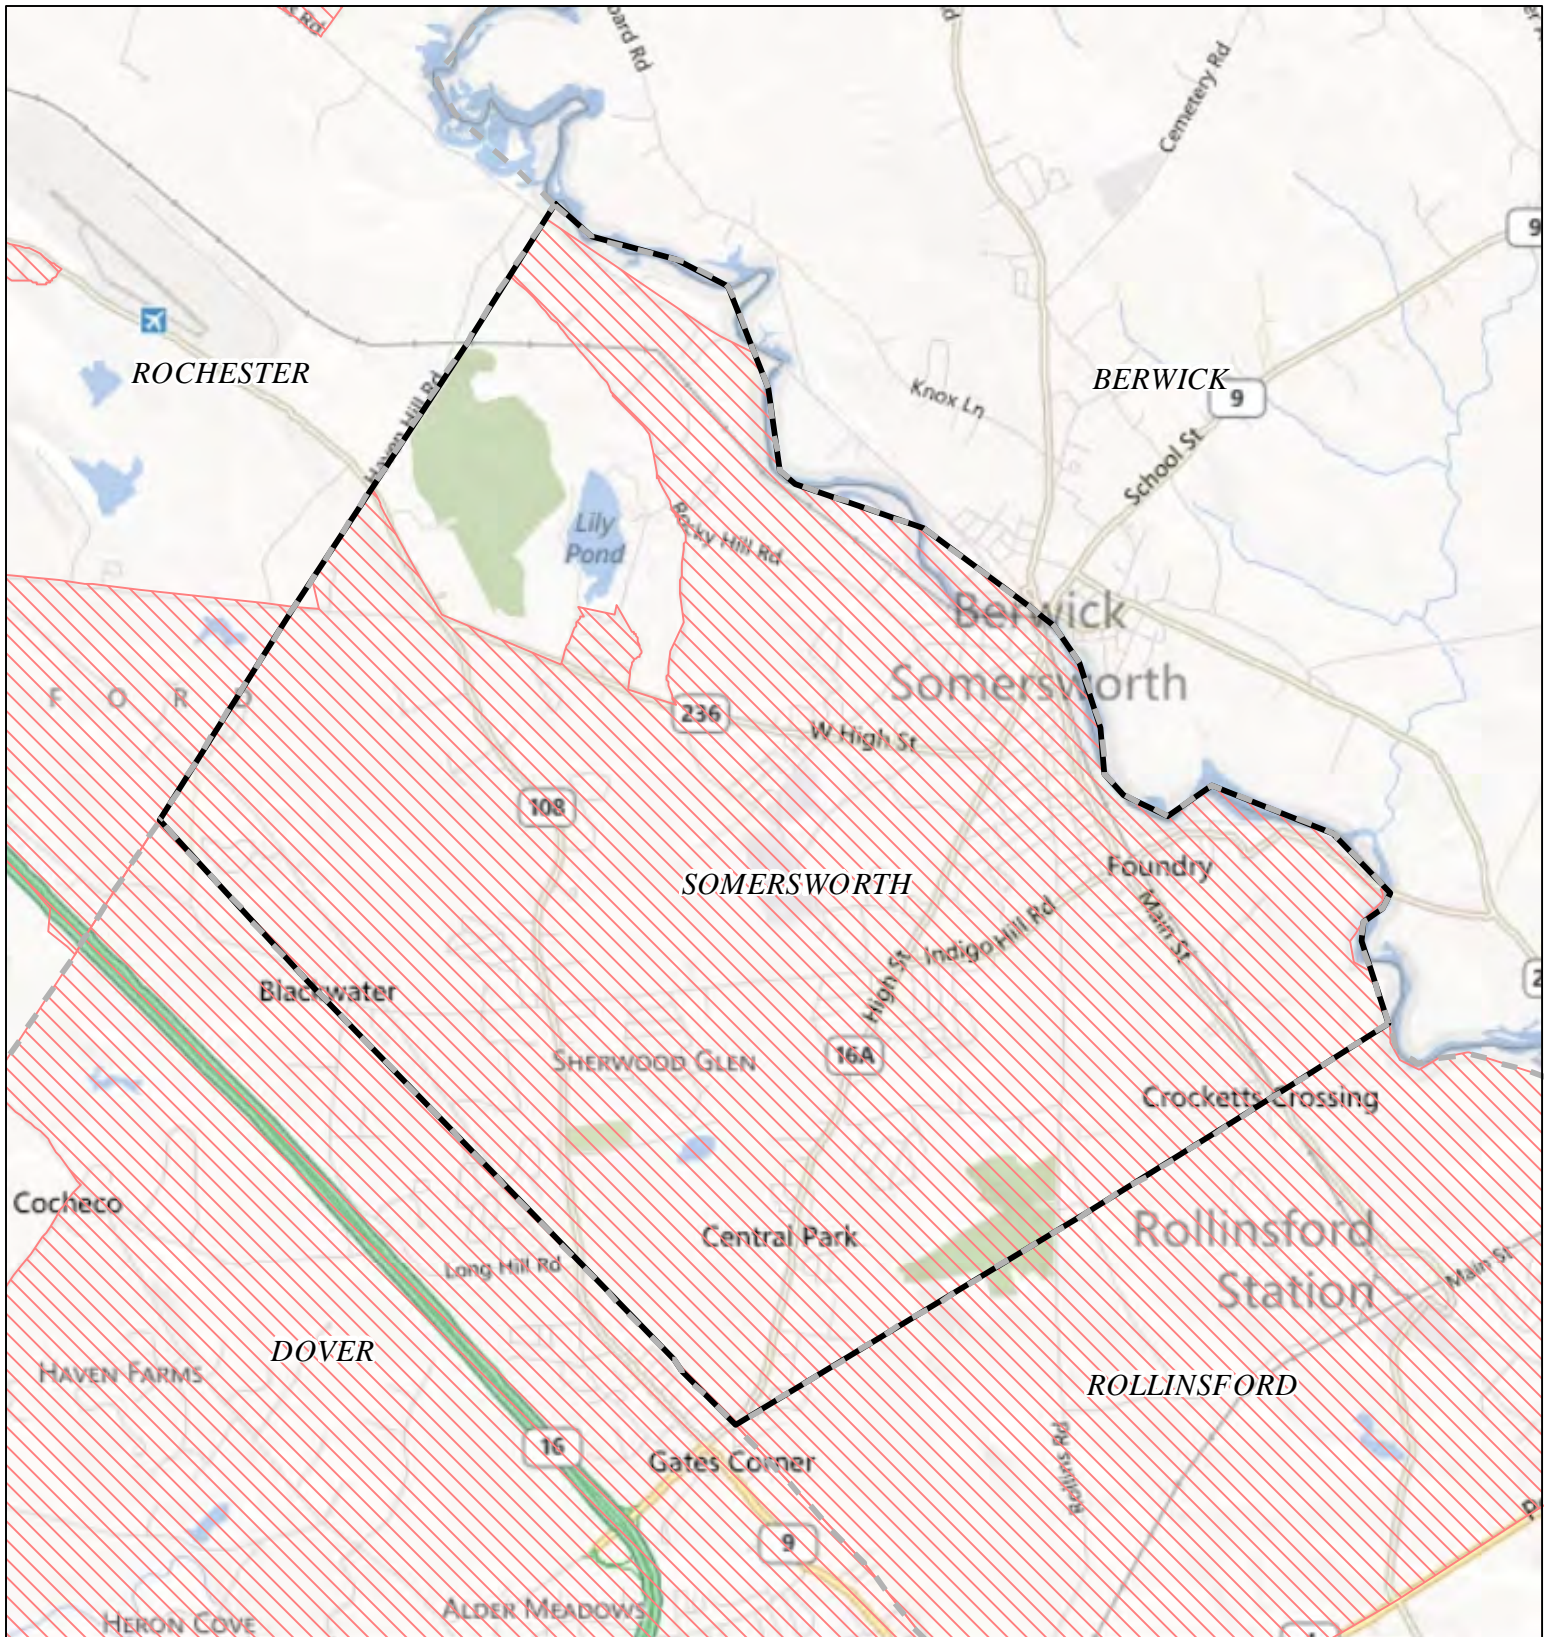 Cemetery Rd
9
ROCHESTER
BERWICK
9
Haven Hill Rd
Knox Ln
School St
Lily
Pond
Rocky Hill Rd
Berwick
Somersworth
F O R D
236
W High St
108
Foundry
SOMERSWORTH
Main St
Indigo Hill Rd
High St
Blackwater
SHERWOOD GLEN
16A
Crocketts Crossing
Cocheco
Central Park
Rollinsford
Station
Long Hill Rd
Main St
DOVER
HAVEN FARMS
ROLLINSFORD
16
Gates Corner
Rollins Rd
9
ALDER MEADOWS
HERON COVE